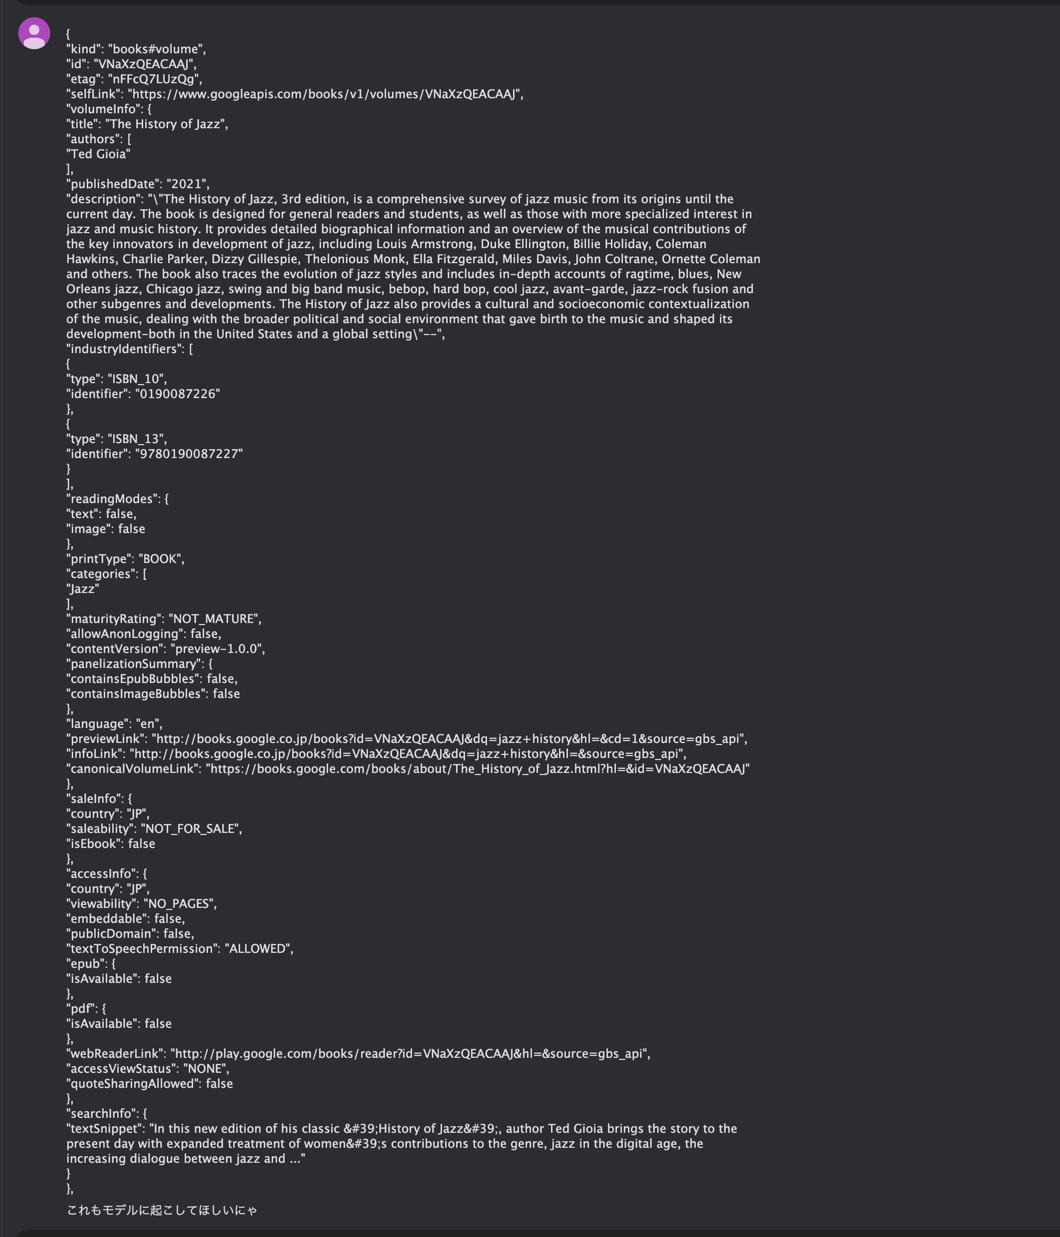 {
"kind": "books#volume",
"id": "VNaXzQEACAAJ",
"etag": "nFFcQ7LUzQg",
"selfLink": "https://www.googleapis.com/books/v1/volumes/VNaXzQEACAAJ",
"volumeInfo": {
"title": "The History of Jazz",
"authors": [
"Ted Gioia"
],
"publishedDate": "2021",
"description": "\"The History of Jazz, 3rd edition, is a comprehensive survey of jazz music from its origins until the
current day. The book is designed for general readers and students, as well as those with more specialized interest in
jazz and music history. It provides detailed biographical information and an overview of the musical contributions of
the key innovators in development of jazz, including Louis Armstrong, Duke Ellington, Billie Holiday, Coleman
Hawkins, Charlie Parker, Dizzy Gillespie, Thelonious Monk, Ella Fitzgerald, Miles Davis, John Coltrane, Ornette Coleman
and others. The book also traces the evolution of jazz styles and includes in-depth accounts of ragtime, blues, New
Orleans jazz, Chicago jazz, swing and big band music, bebop, hard bop, cool jazz, avant-garde, jazz-rock fusion and
other subgenres and developments. The History of Jazz also provides a cultural and socioeconomic contextualization
of the music, dealing with the broader political and social environment that gave birth to the music and shaped its
development-both in the United States and a global setting\"--",
"industryIdentifiers": [
{
"type": "ISBN_10",
"identifier": "0190087226"
},
{
"type": "ISBN_13",
"identifier": "9780190087227"
}
],
"readingModes": {
"text": false,
"image": false
},
"printType": "BOOK",
"categories": [
"Jazz"
],
"maturityRating": "NOT_MATURE",
"allowAnonLogging": false,
"contentVersion": "preview-1.0.0",
"panelizationSummary": {
"containsEpubBubbles": false,
"containsImageBubbles": false
},
"language": "en",
"previewLink": "http://books.google.co.jp/books?id=VNaXzQEACAAJ&dq=jazz+history&hl=&cd=1&source=gbs_api",
"infoLink": "http://books.google.co.jp/books?id=VNaXzQEACAAJ&dq=jazz+history&hl=&source=gbs_api",
"canonicalVolumeLink": "https://books.google.com/books/about/The_History_of_Jazz.html?hl=&id=VNaXzQEACAAJ"
},
"saleInfo": {
"country": "JP",
"saleability": "NOT_FOR_SALE",
"isEbook": false
},
"accessInfo": {
"country": "JP",
"viewability": "NO_PAGES",
"embeddable": false,
"publicDomain": false,
"textToSpeechPermission": "ALLOWED",
"epub": {
"isAvailable": false
},
"pdf": {
"isAvailable": false
},
"webReaderLink": "http://play.google.com/books/reader?id=VNaXzQEACAAJ&hl=&source=gbs_api",
"accessViewStatus": "NONE",
"quoteSharingAllowed": false
},
"searchInfo": {
"textSnippet": "In this new edition of his classic &#39;History of Jazz&#39;, author Ted Gioia brings the story to the
present day with expanded treatment of women&#39;s contributions to the genre, jazz in the digital age, the
increasing dialogue between jazz and ..."
}
},
これもモデルに起こしてほしいにゃ